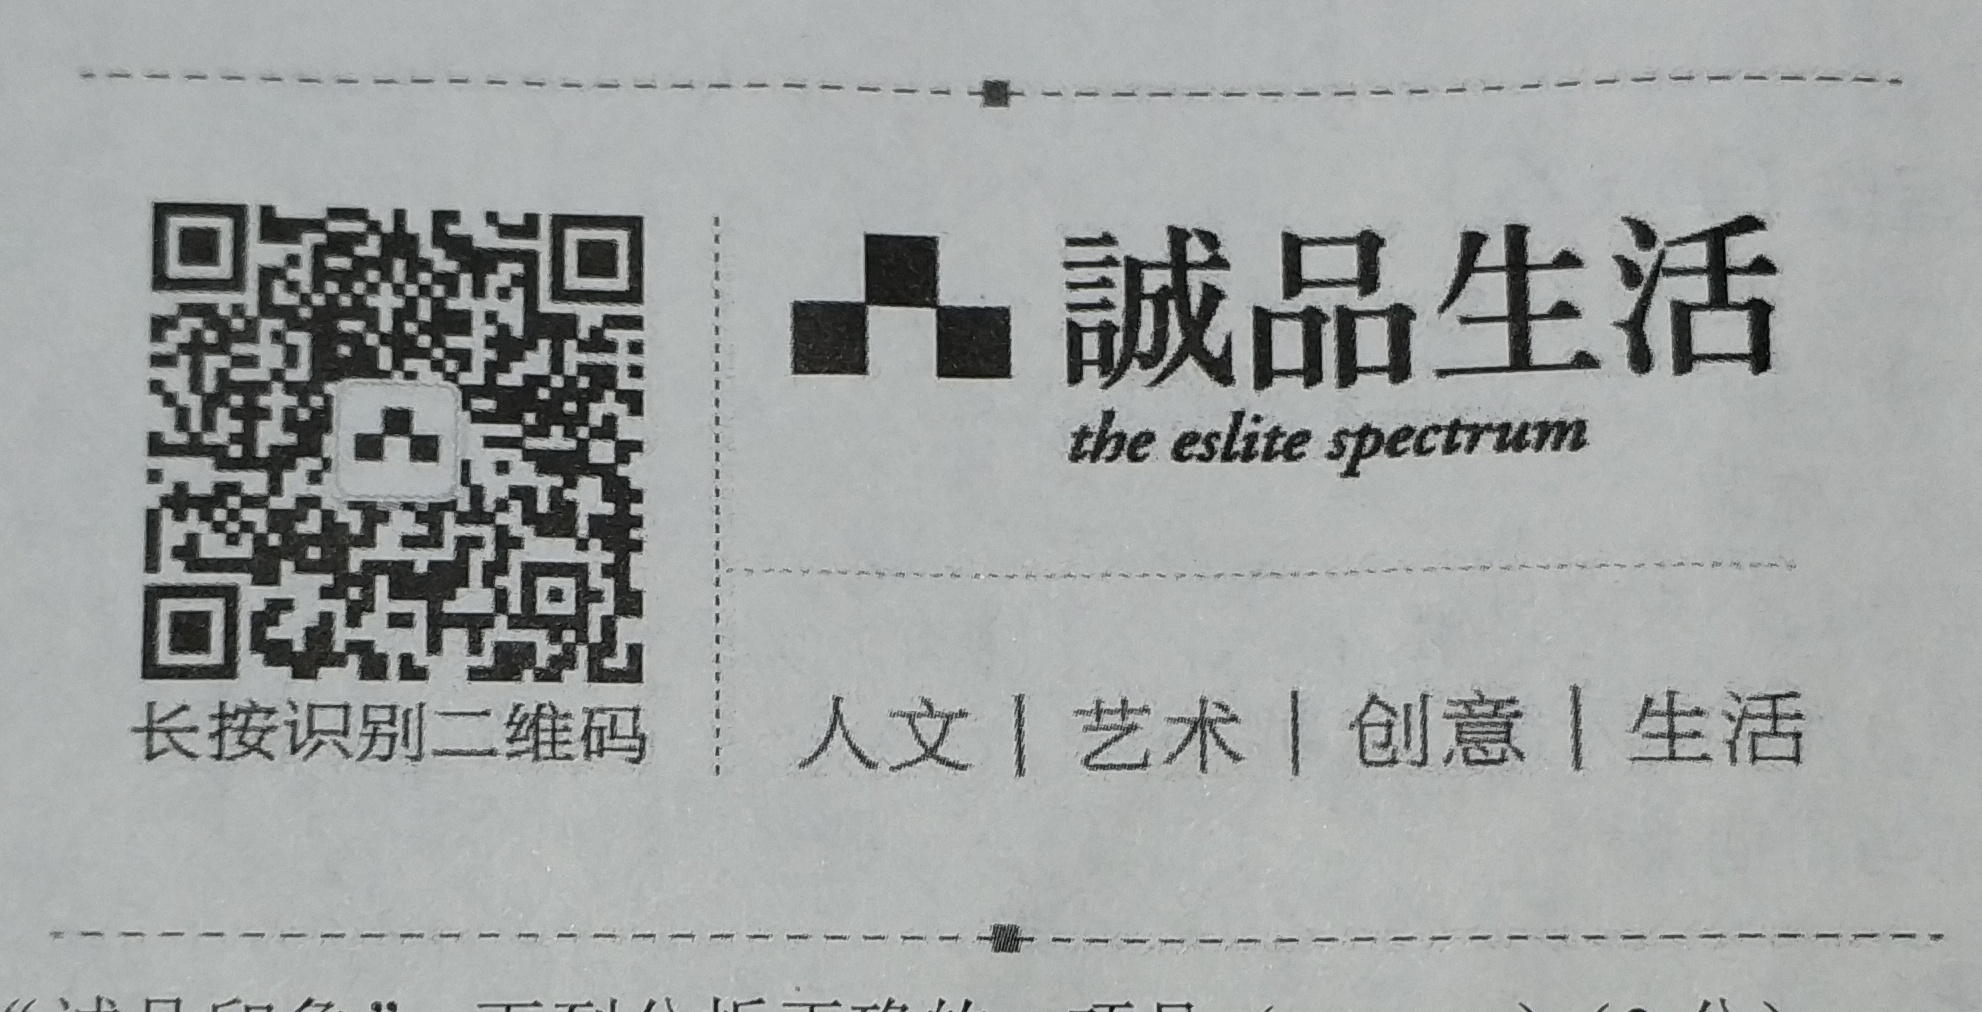 誠品生活
the eslite spectrum
长按识别二维码
人文 | 艺术 | 创意 | 生活